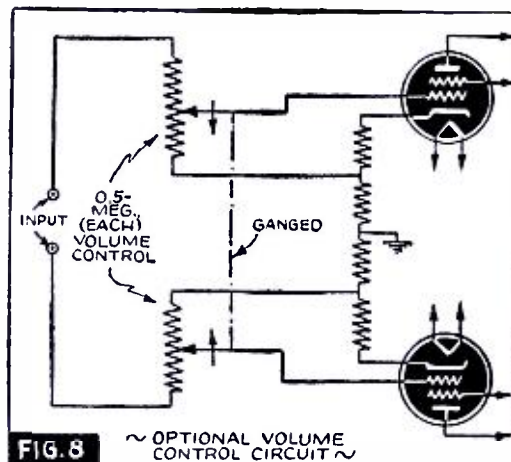 INPUT
0.5-
MEG.,
(EACH)
VOLUME
CONTROL
GANGED
FIG. 8
~ OPTIONAL VOLUME
CONTROL CIRCUIT ~